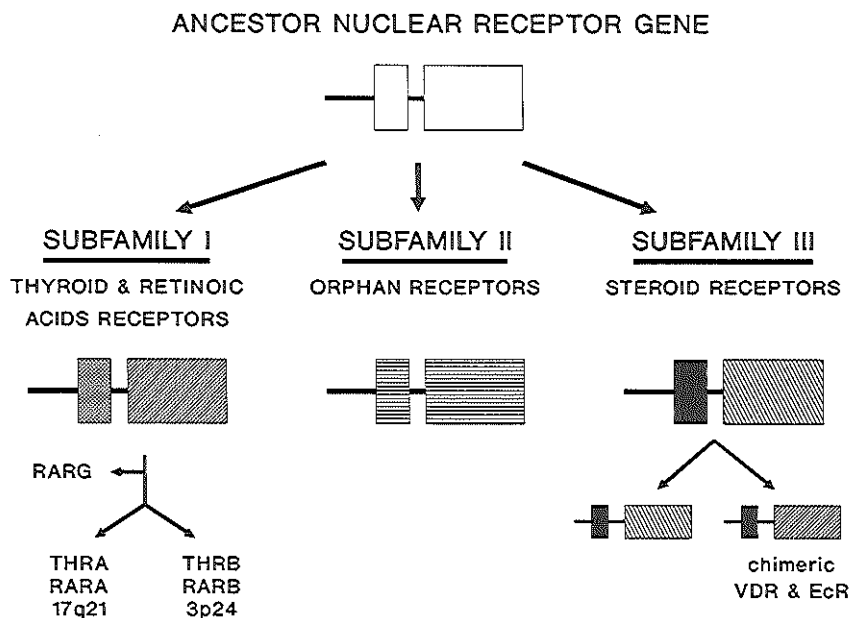 ANCESTOR NUCLEAR RECEPTOR GENE
SUBFAMILY I
THYROID & RETINOIC
ACIDS RECEPTORS
SUBFAMILY II
ORPHAN RECEPTORS
SUBFAMILY III
STEROID RECEPTORS
RARG
THRA
RARA
17q21
THRB
RARB
3p24
chimeric
VDR & EcR